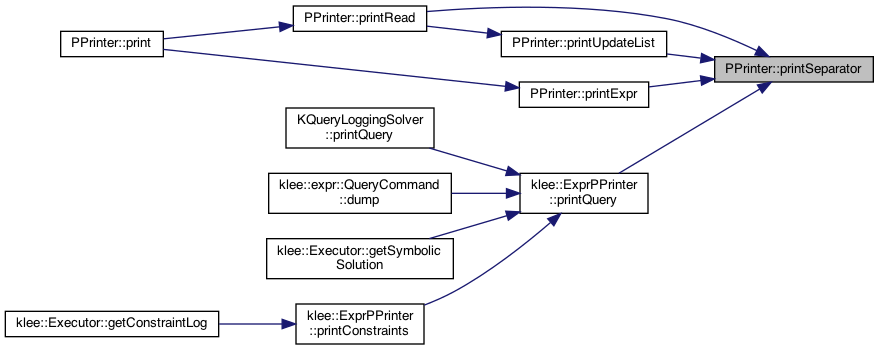 PPrinter::printRead
PPrinter::print
PPrinter::printUpdateList
PPrinter::printSeparator
PPrinter::printExpr
KQueryLoggingSolver
::printQuery
klee::expr::QueryCommand
::dump
klee::ExprPPrinter
::printQuery
klee::Executor::getSymbolic
Solution
klee::Executor::getConstraintLog
klee::ExprPPrinter
::printConstraints